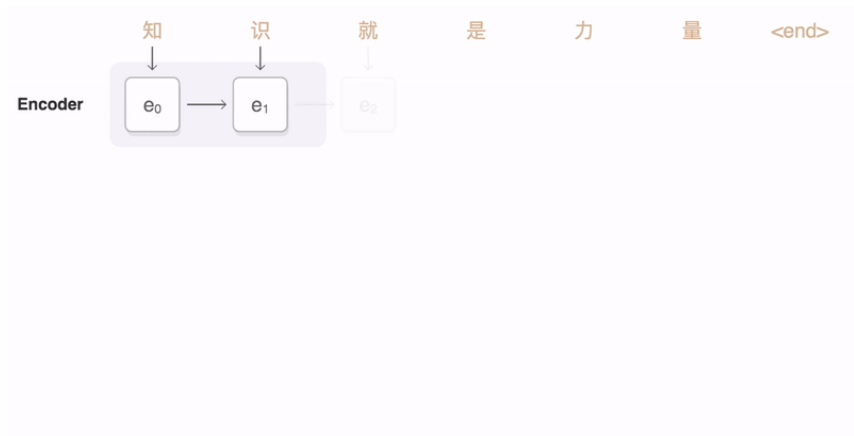 知 识 就 是 力 量 <end>
Encoder e₀ e₁ e₂